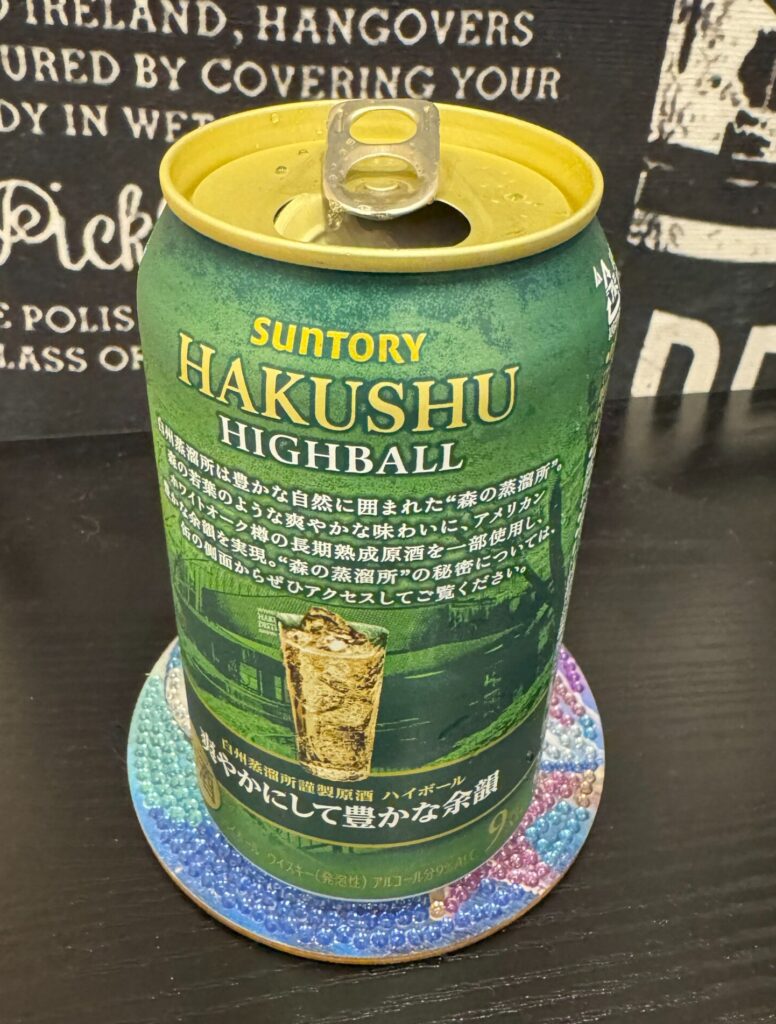 IRELAND, HANGOVERS
URED BY COVERING YOUR
DY IN WET
Pickl
E POLIS
LASS OF
SUNTORY
HAKUSHU
HIGHBALL
白州蒸溜所は豊かな自然に囲まれた“森の蒸溜所”。
森の若葉のような爽やかな味わいに、アメリカン
ホワイトオーク樽の長期熟成原酒を一部使用し、
豊かな余韻を実現。“森の蒸溜所”の秘密については、
缶の側面からぜひアクセスしてご覧ください。
白州蒸溜所謹製原酒 ハイボール
爽やかにして豊かな余韻
ウイスキー(発泡性) アルコール分9% ALC.
9%